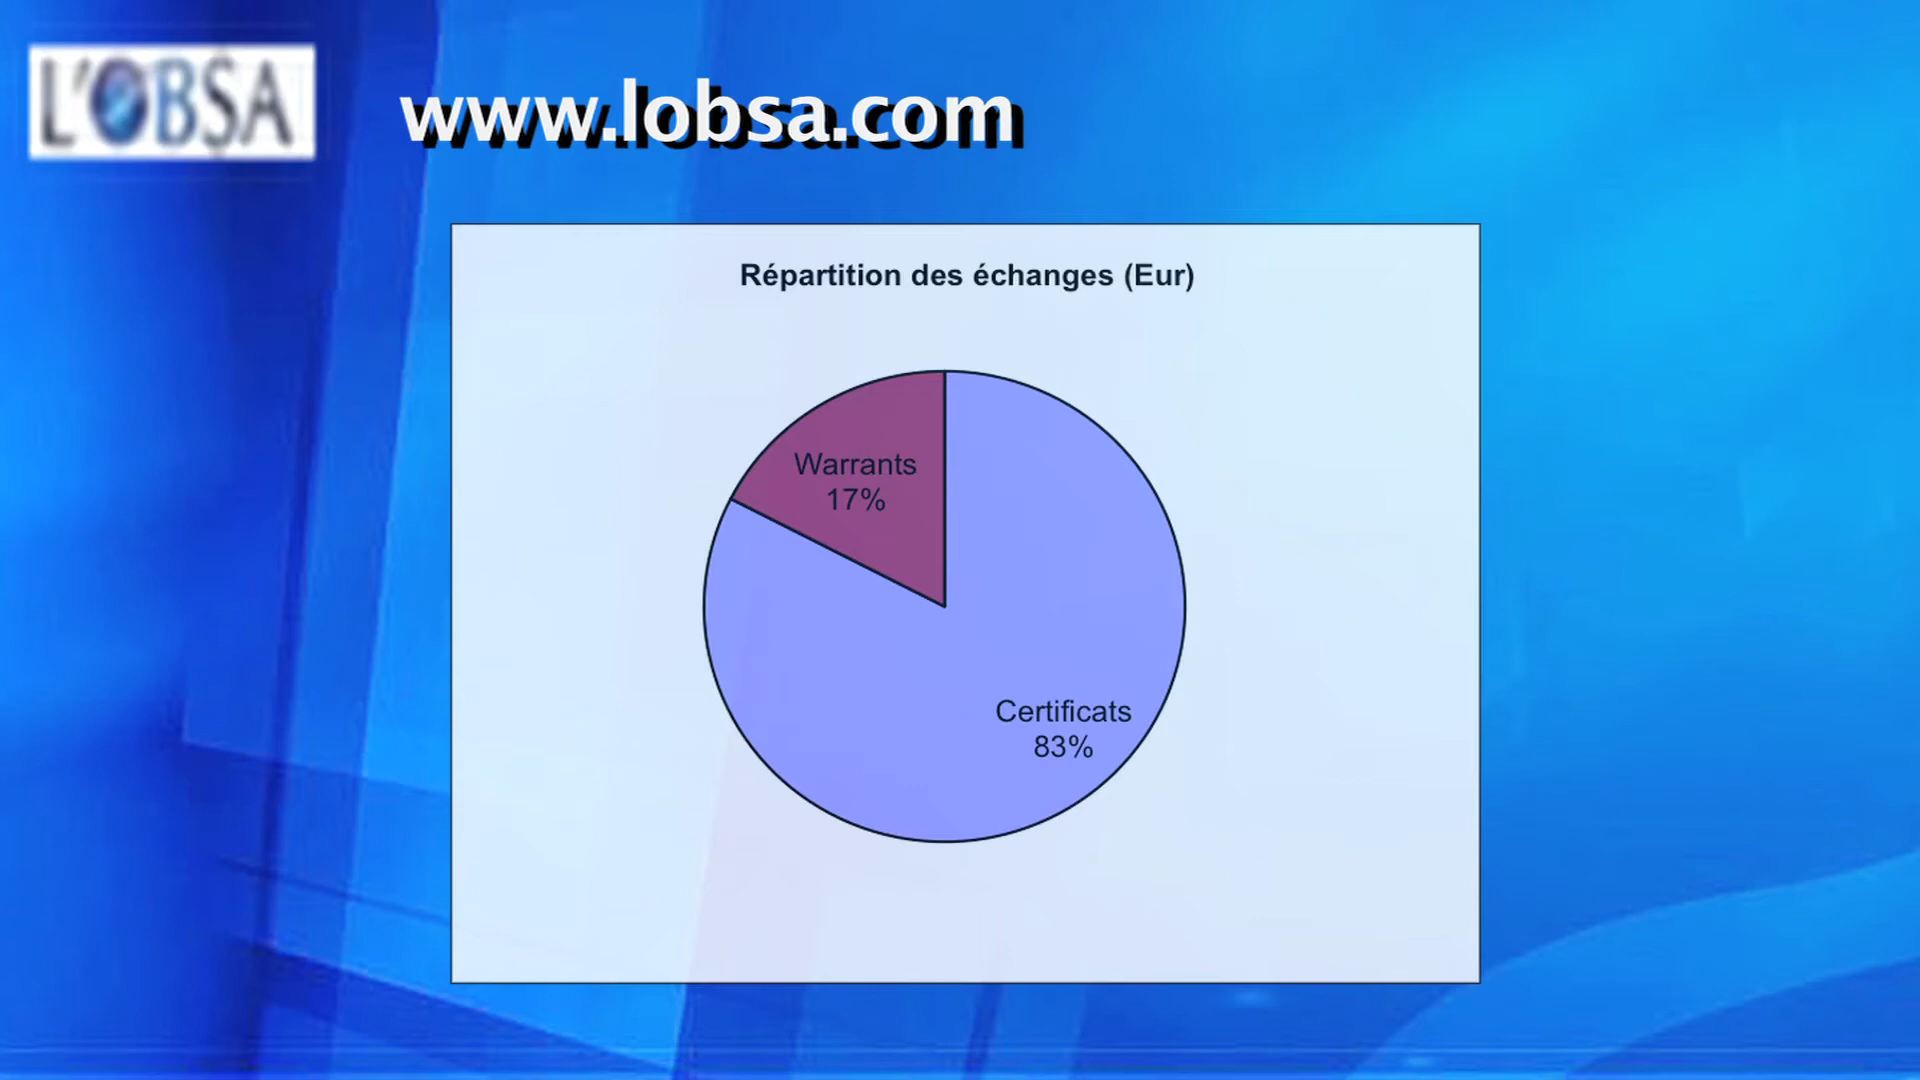 L'OBSA
www.lobsa.com
Répartition des échanges (Eur)
Warrants
17%
Certificats
83%